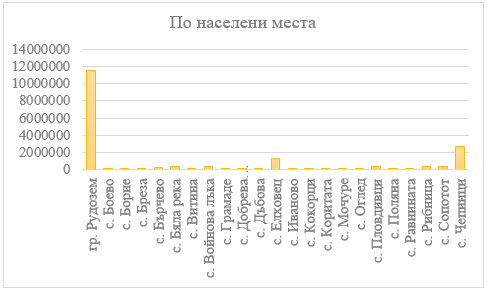 По населени места
14000000
12000000
10000000
8000000
6000000
4000000
2000000
0
гр. Рудозем
с. Боево
с. Борие
с. Бреза
с. Бърчево
с. Бяла река
с. Витина
с. Войнова лъка
с. Грамаде
с. Добрева…
с. Дъбова
с. Елховец
с. Иваново
с. Кокорци
с. Коритата
с. Мочуре
с. Оглед
с. Пловдивци
с. Поляна
с. Равнината
с. Рибница
с. Сопотот
с. Чепинци